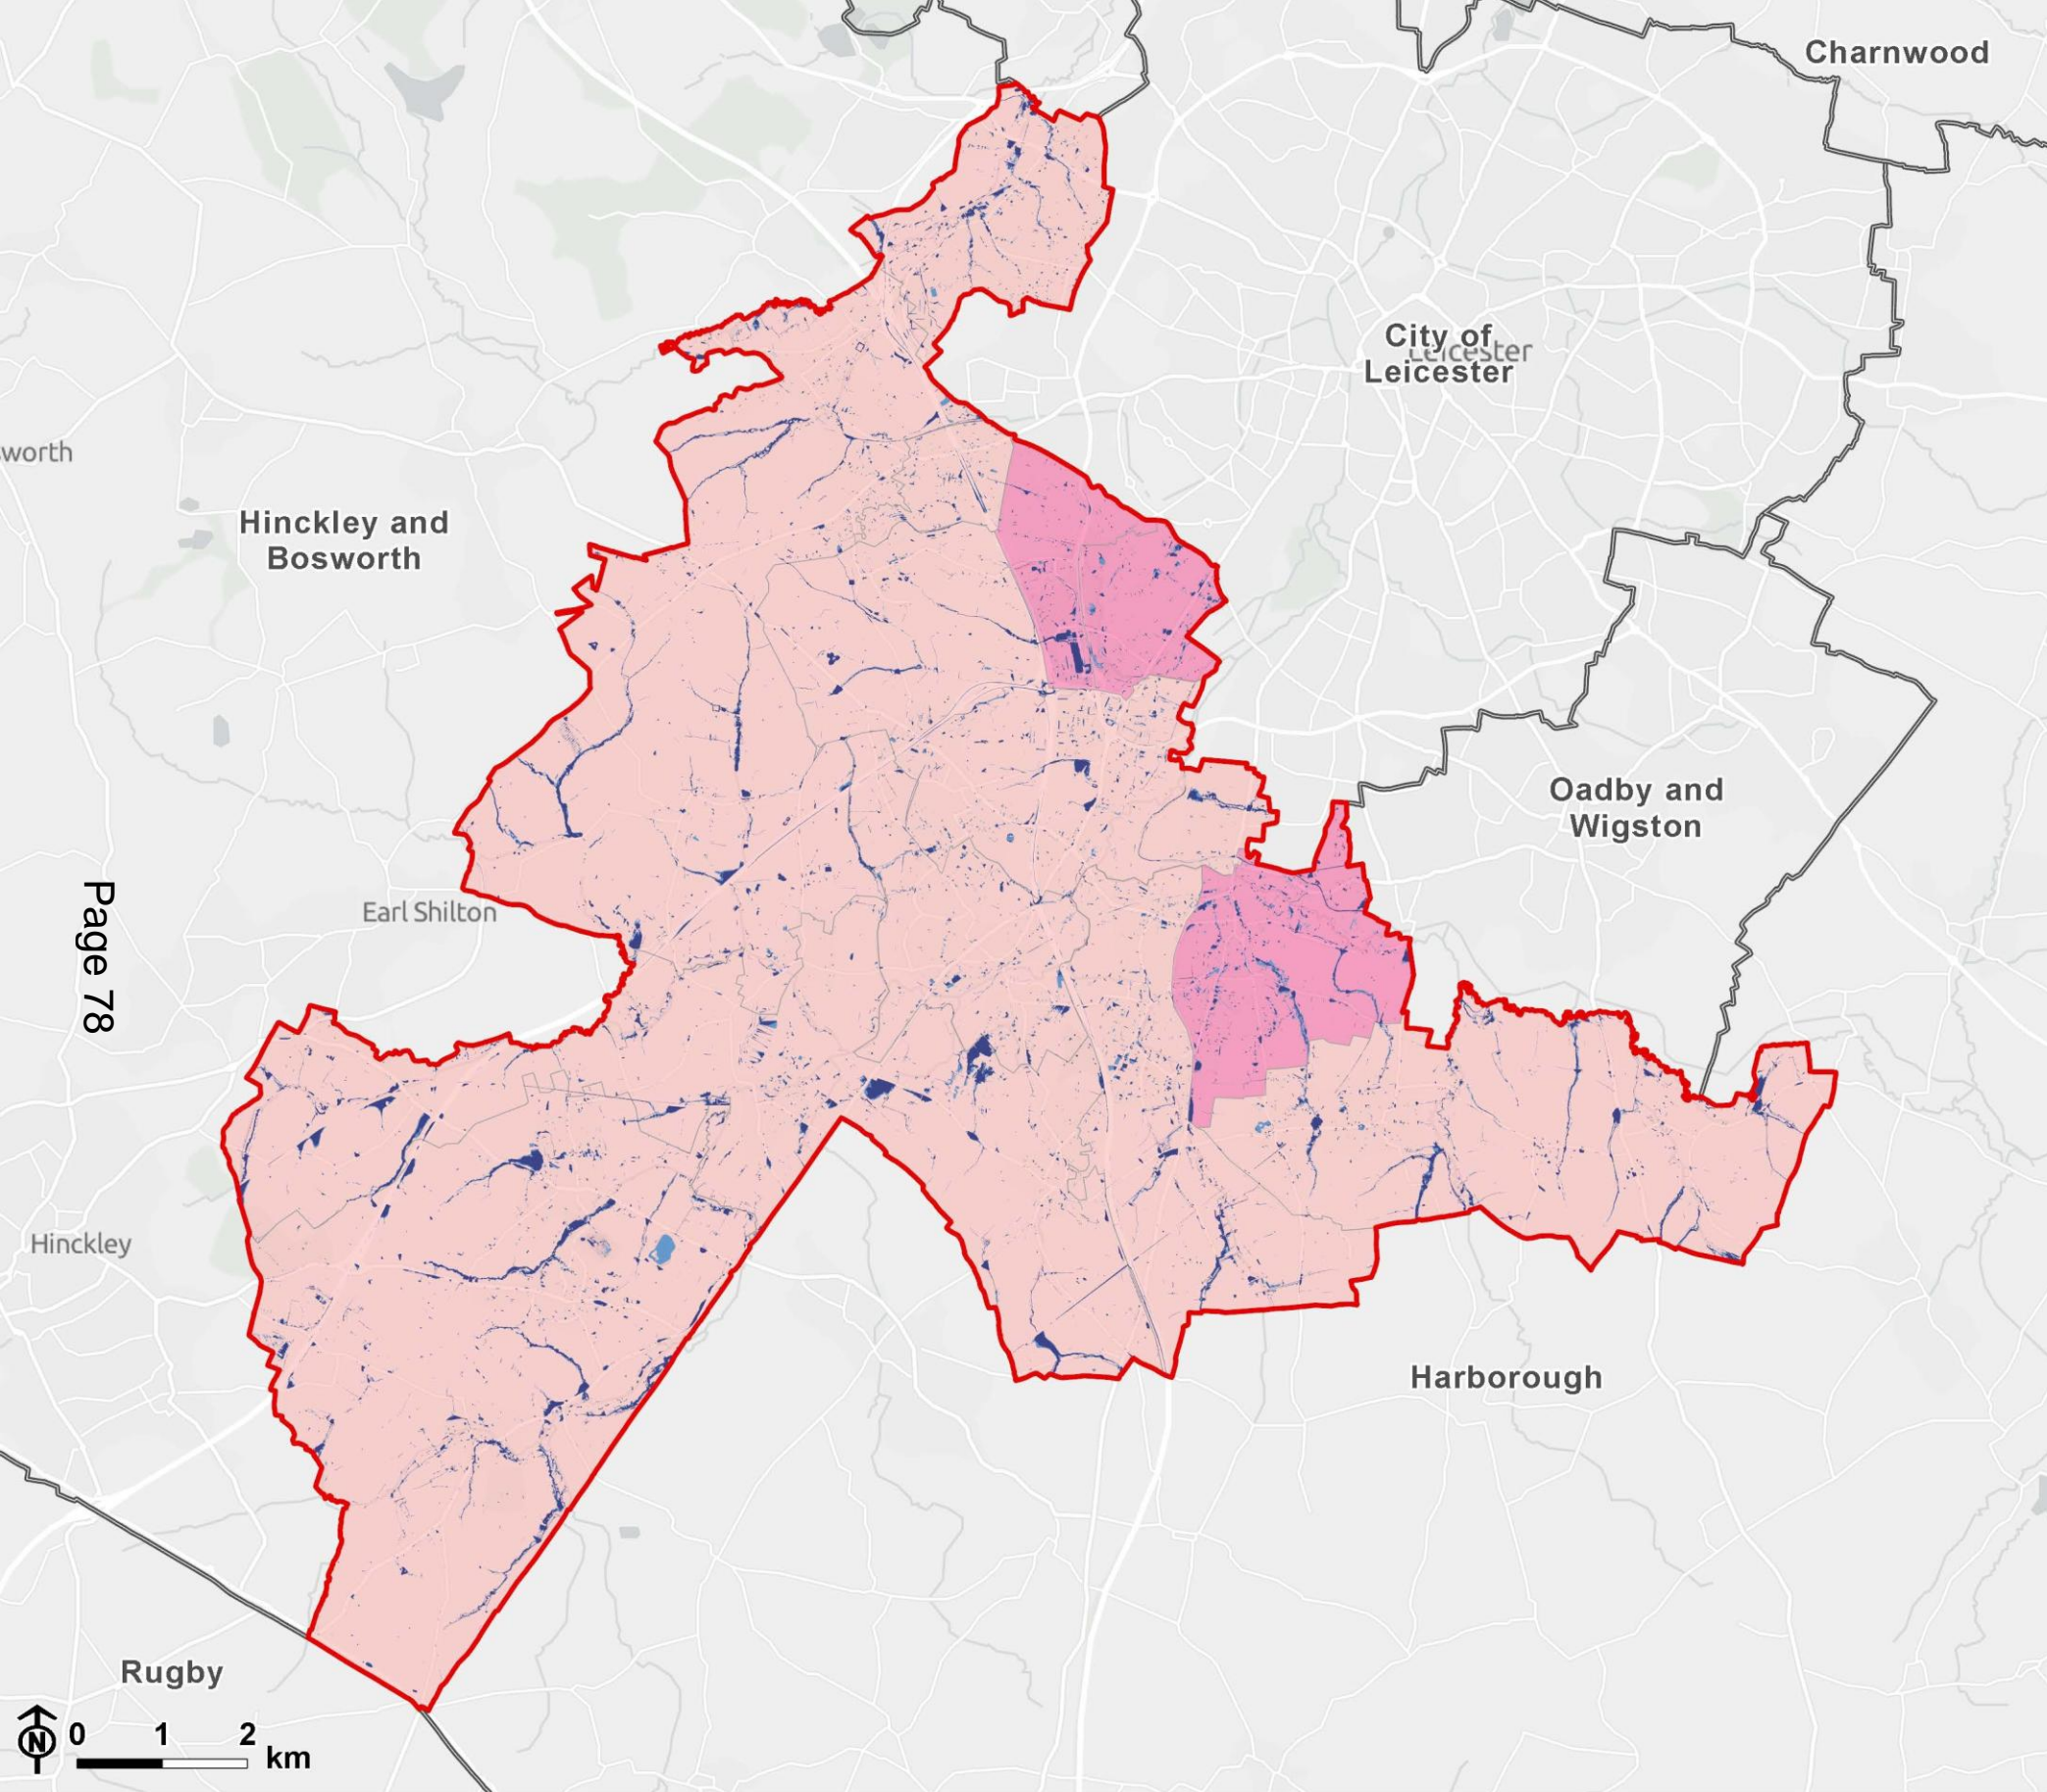 Charnwood
City of
Leicester
Leicester
worth
Hinckley and
Bosworth
Oadby and
Wigston
Page 78
Earl Shilton
Hinckley
Harborough
Rugby
N
0 1 2
km